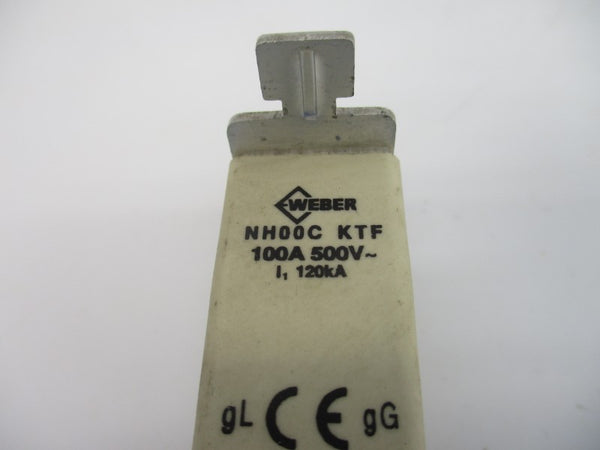 WEBER
NH00C KTF
100A 500V~
I₁ 120kA
gL CE gG